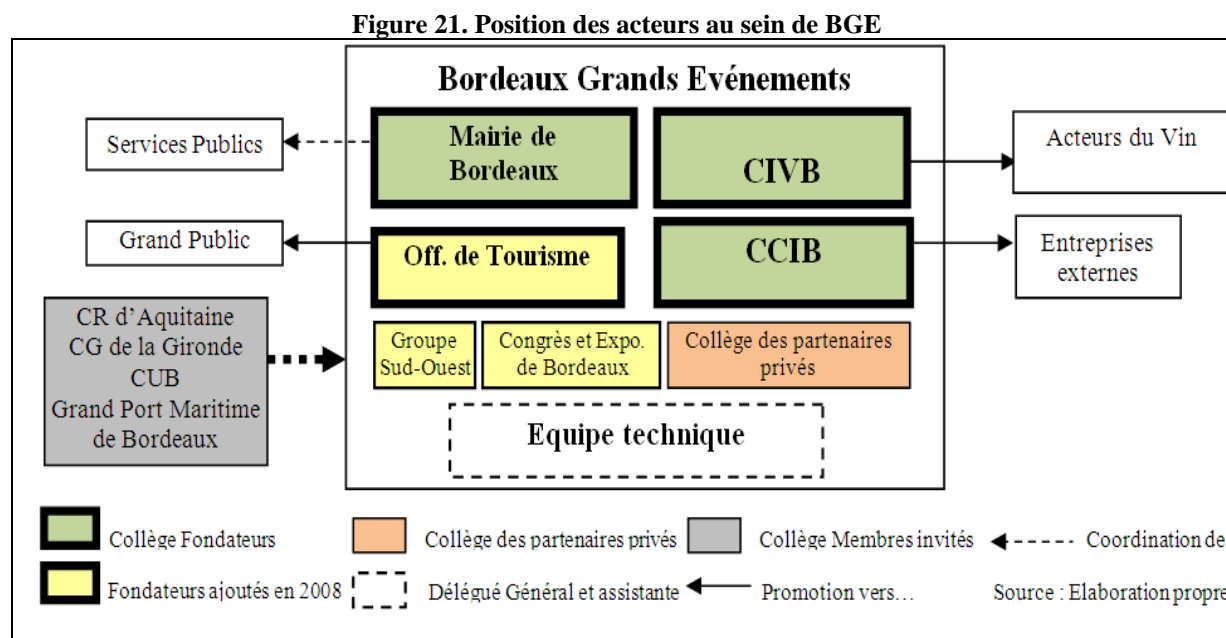 Figure 21. Position des acteurs au sein de BGE
Bordeaux Grands Evénements
Services Publics
Mairie de
Bordeaux
CIVB
Acteurs du Vin
Grand Public
Off. de Tourisme
CCIB
Entreprises
externes
CR d'Aquitaine
CG de la Gironde
CUB
Grand Port Maritime
de Bordeaux
Groupe
Sud-Ouest
Congrès et Expo.
de Bordeaux
Collège des partenaires
privés
Equipe technique
Collège Fondateurs
Collège des partenaires privés
Collège Membres invités
Coordination de
Fondateurs ajoutés en 2008
Délégué Général et assistante
Promotion vers…
Source : Elaboration propre